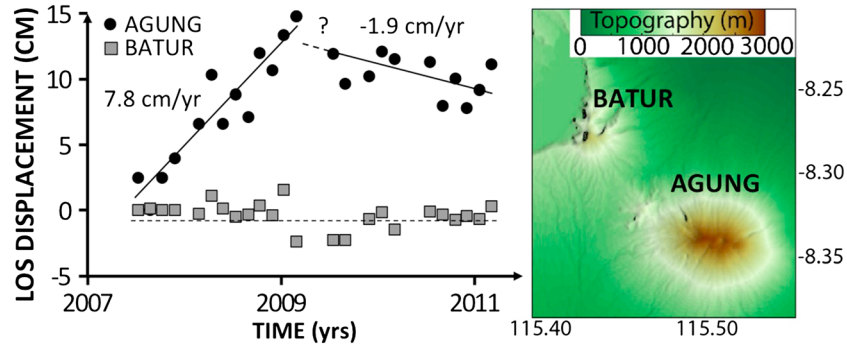 LOS DISPLACEMENT (CM)
15
10
5
0
-5
AGUNG
BATUR
7.8 cm/yr
?
-1.9 cm/yr
2007
2009
2011
TIME (yrs)
Topography (m)
0 1000 2000 3000
BATUR
AGUNG
-8.25
-8.30
-8.35
115.40
115.50